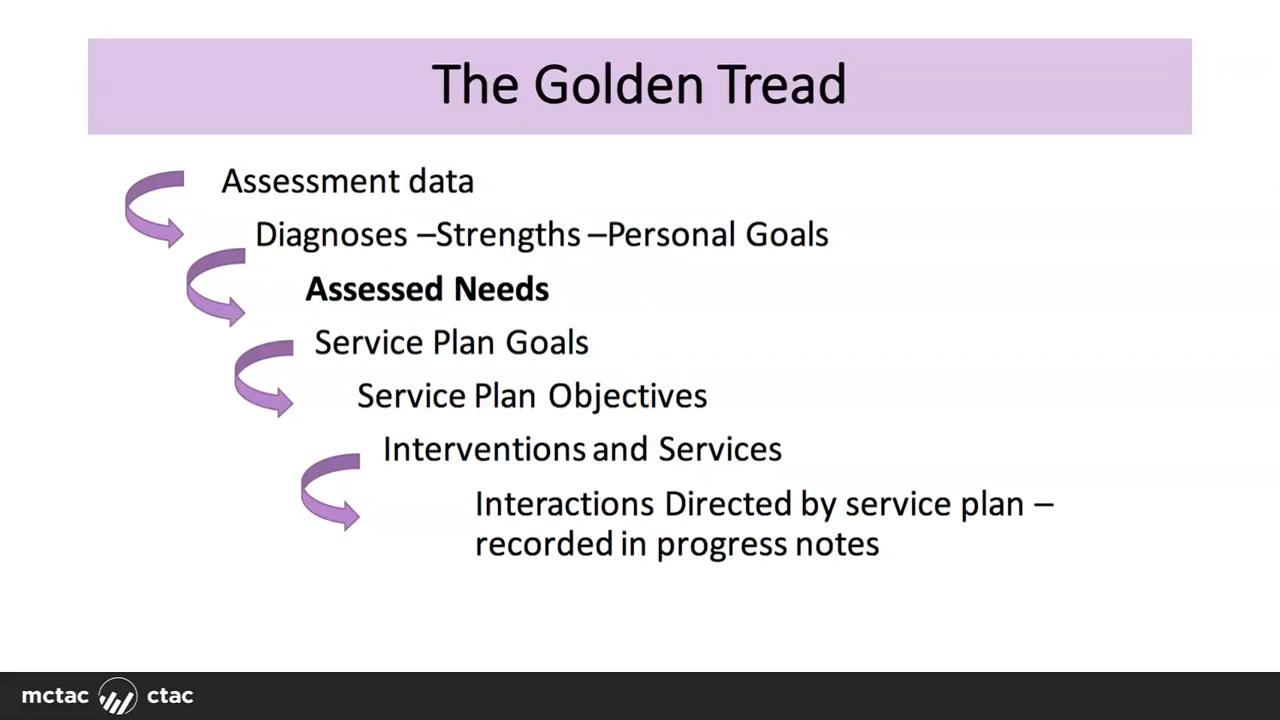 The Golden Tread
Assessment data
Diagnoses –Strengths –Personal Goals
Assessed Needs
Service Plan Goals
Service Plan Objectives
Interventions and Services
Interactions Directed by service plan –
recorded in progress notes
mctac ctac